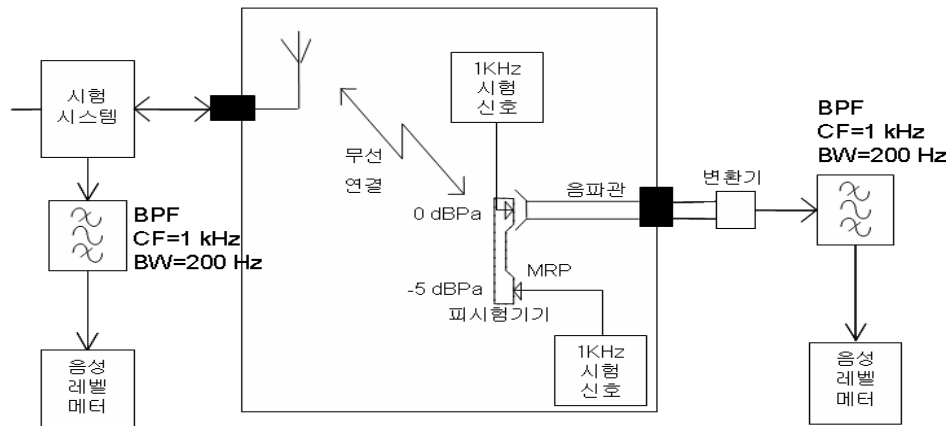 시험
시스템
BPF
CF=1 kHz
BW=200 Hz
음성
레벨
메터
무선
연결
1KHz
시험
신호
0 dBPa
-5 dBPa
MRP
피시험기기
1KHz
시험
신호
음파관
변환기
BPF
CF=1 kHz
BW=200 Hz
음성
레벨
메터